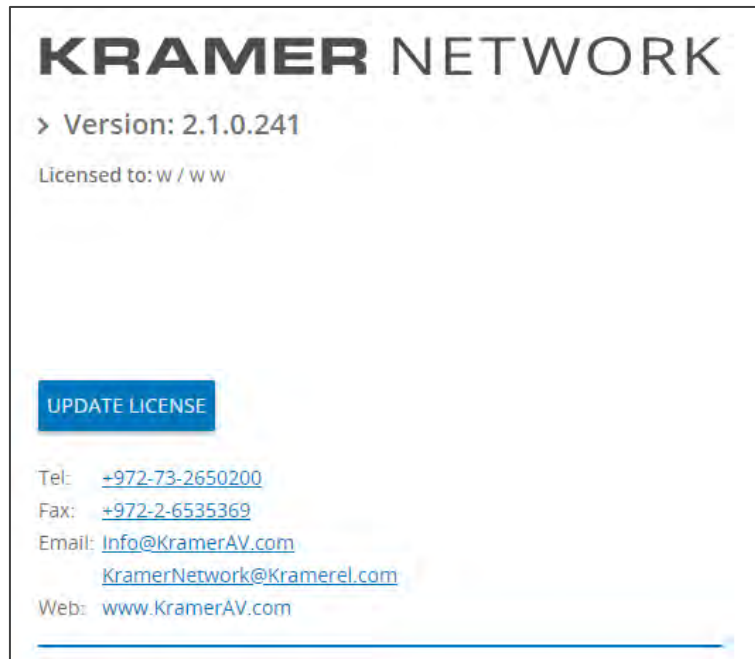 KRAMER NETWORK
> Version: 2.1.0.241
Licensed to: w / w w
UPDATE LICENSE
Tel: +972-73-2650200
Fax: +972-2-6535369
Email: Info@KramerAV.com
KramerNetwork@Kramerel.com
Web: www.KramerAV.com